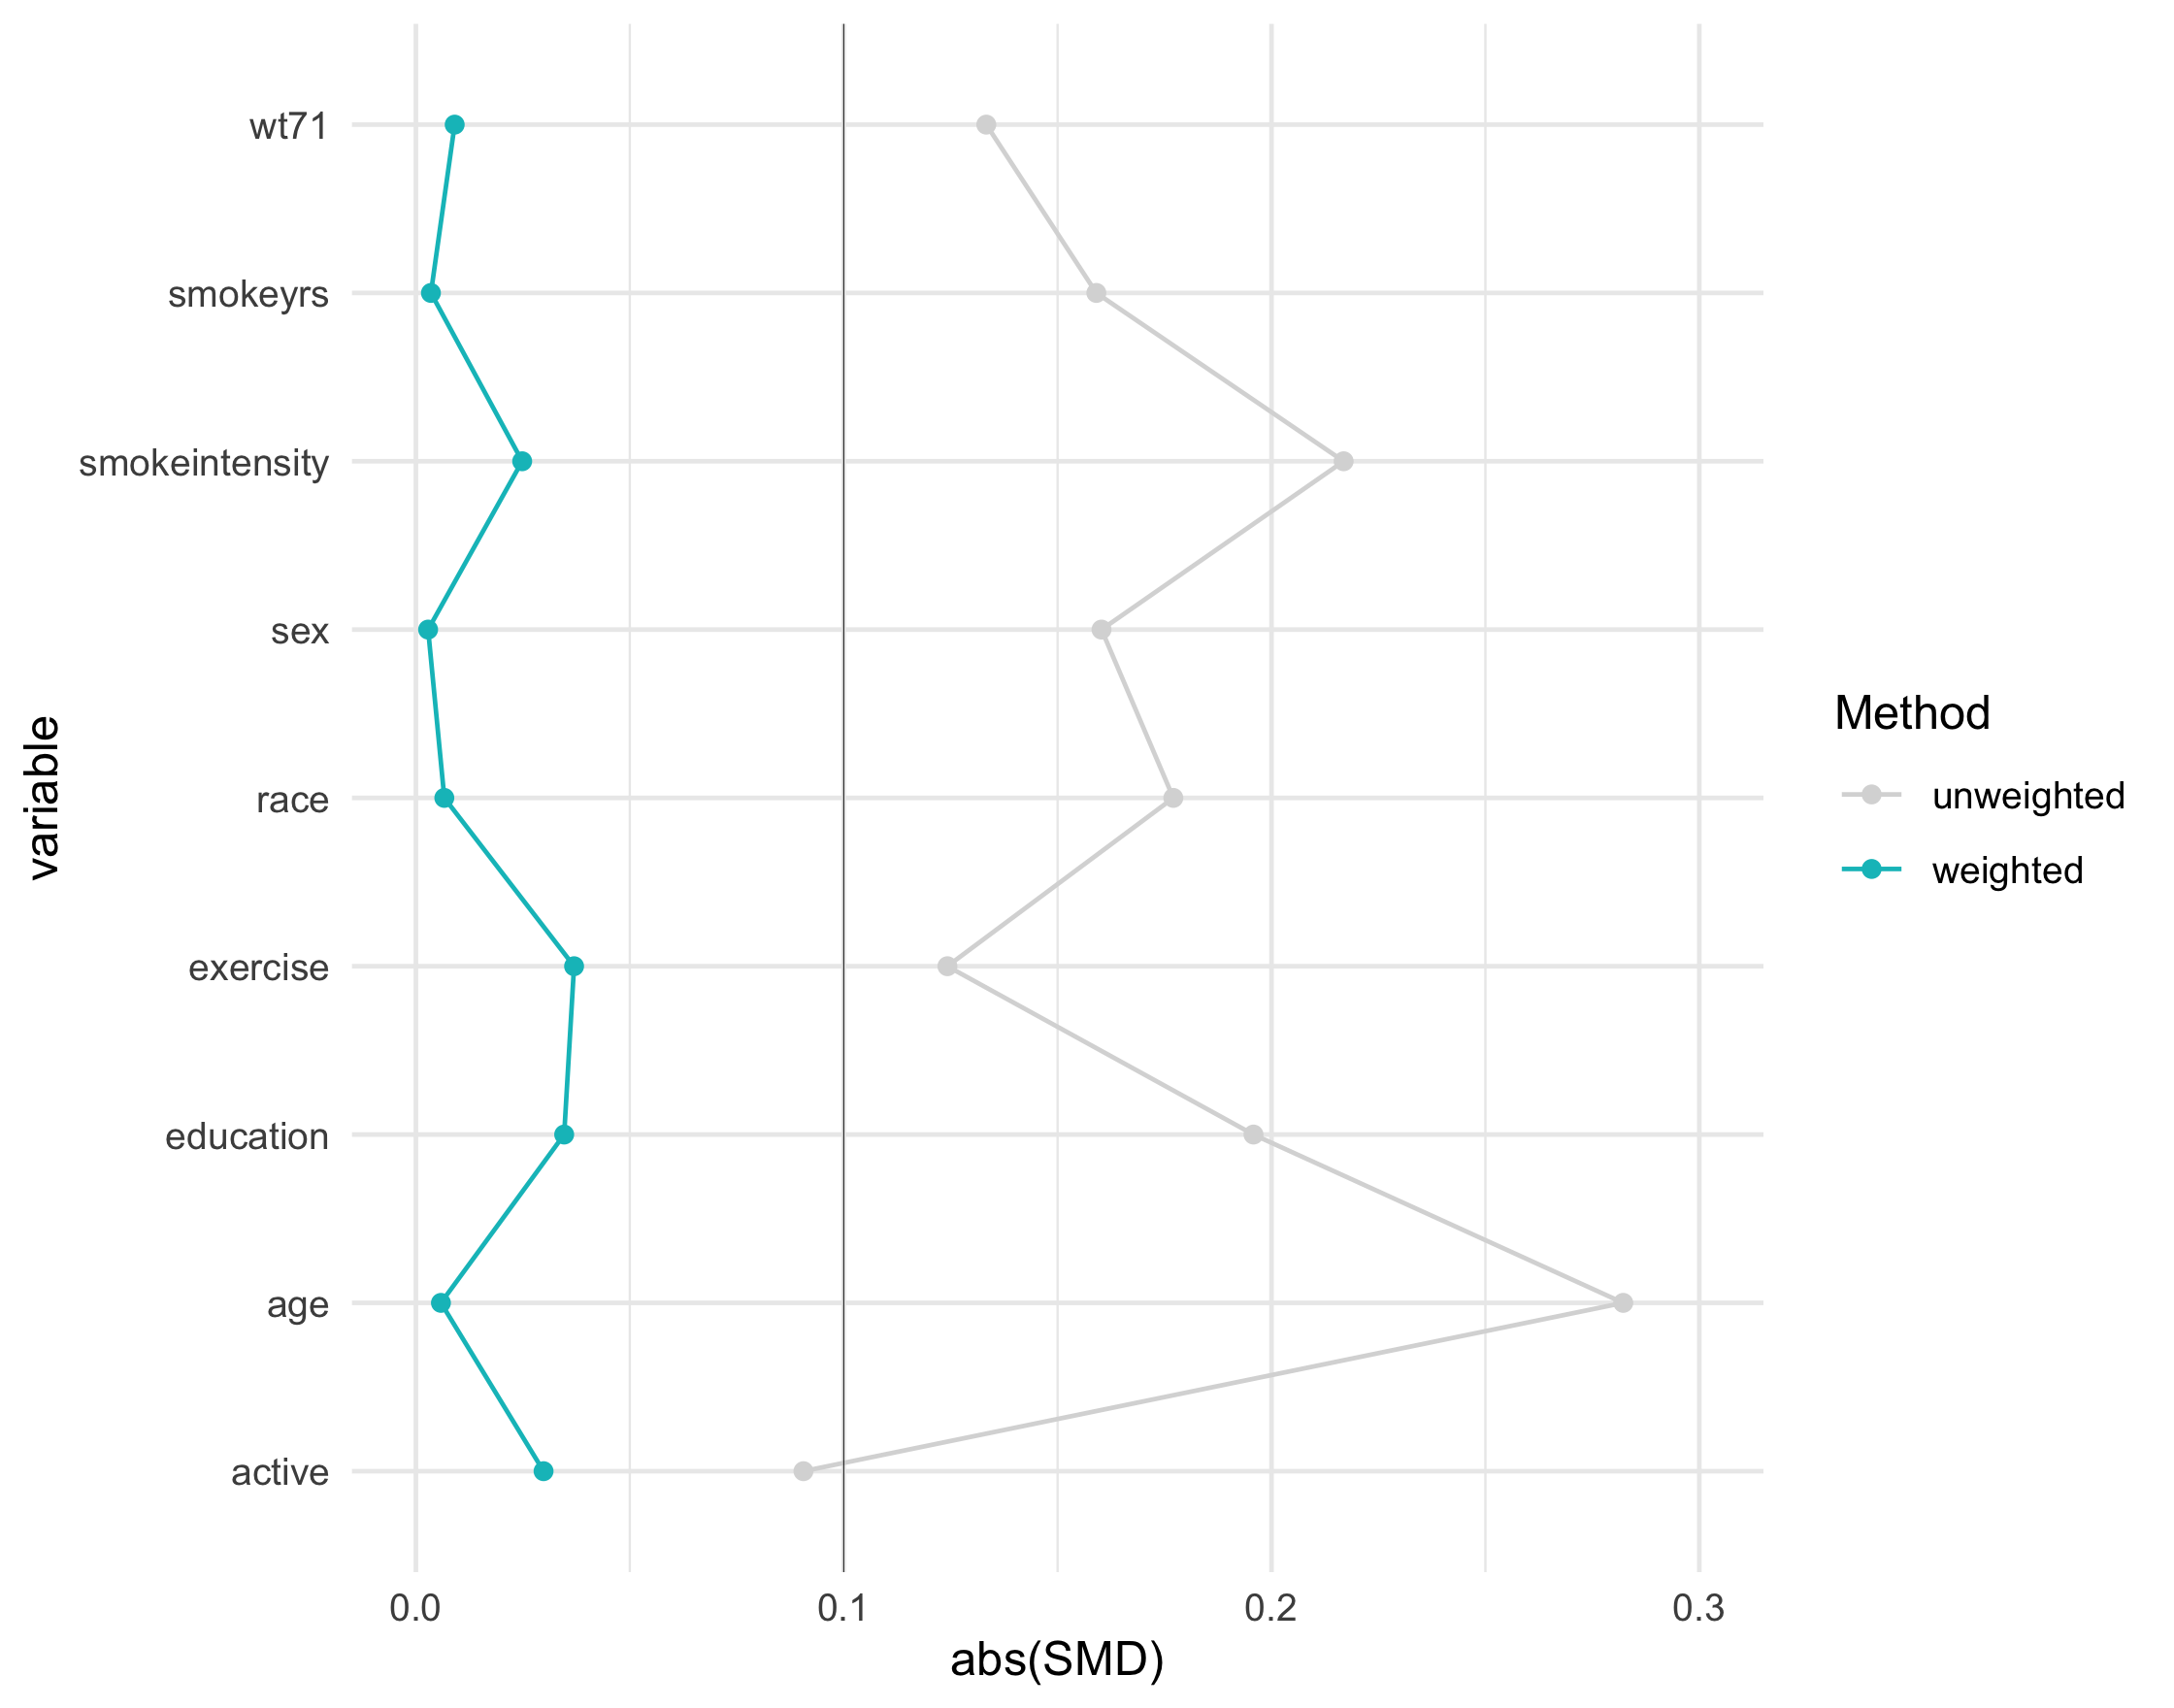 wt71
smokeyrs
smokeintensity
sex
race
exercise
education
age
active
variable
0.0 0.1 0.2 0.3
abs(SMD)
Method
unweighted
weighted